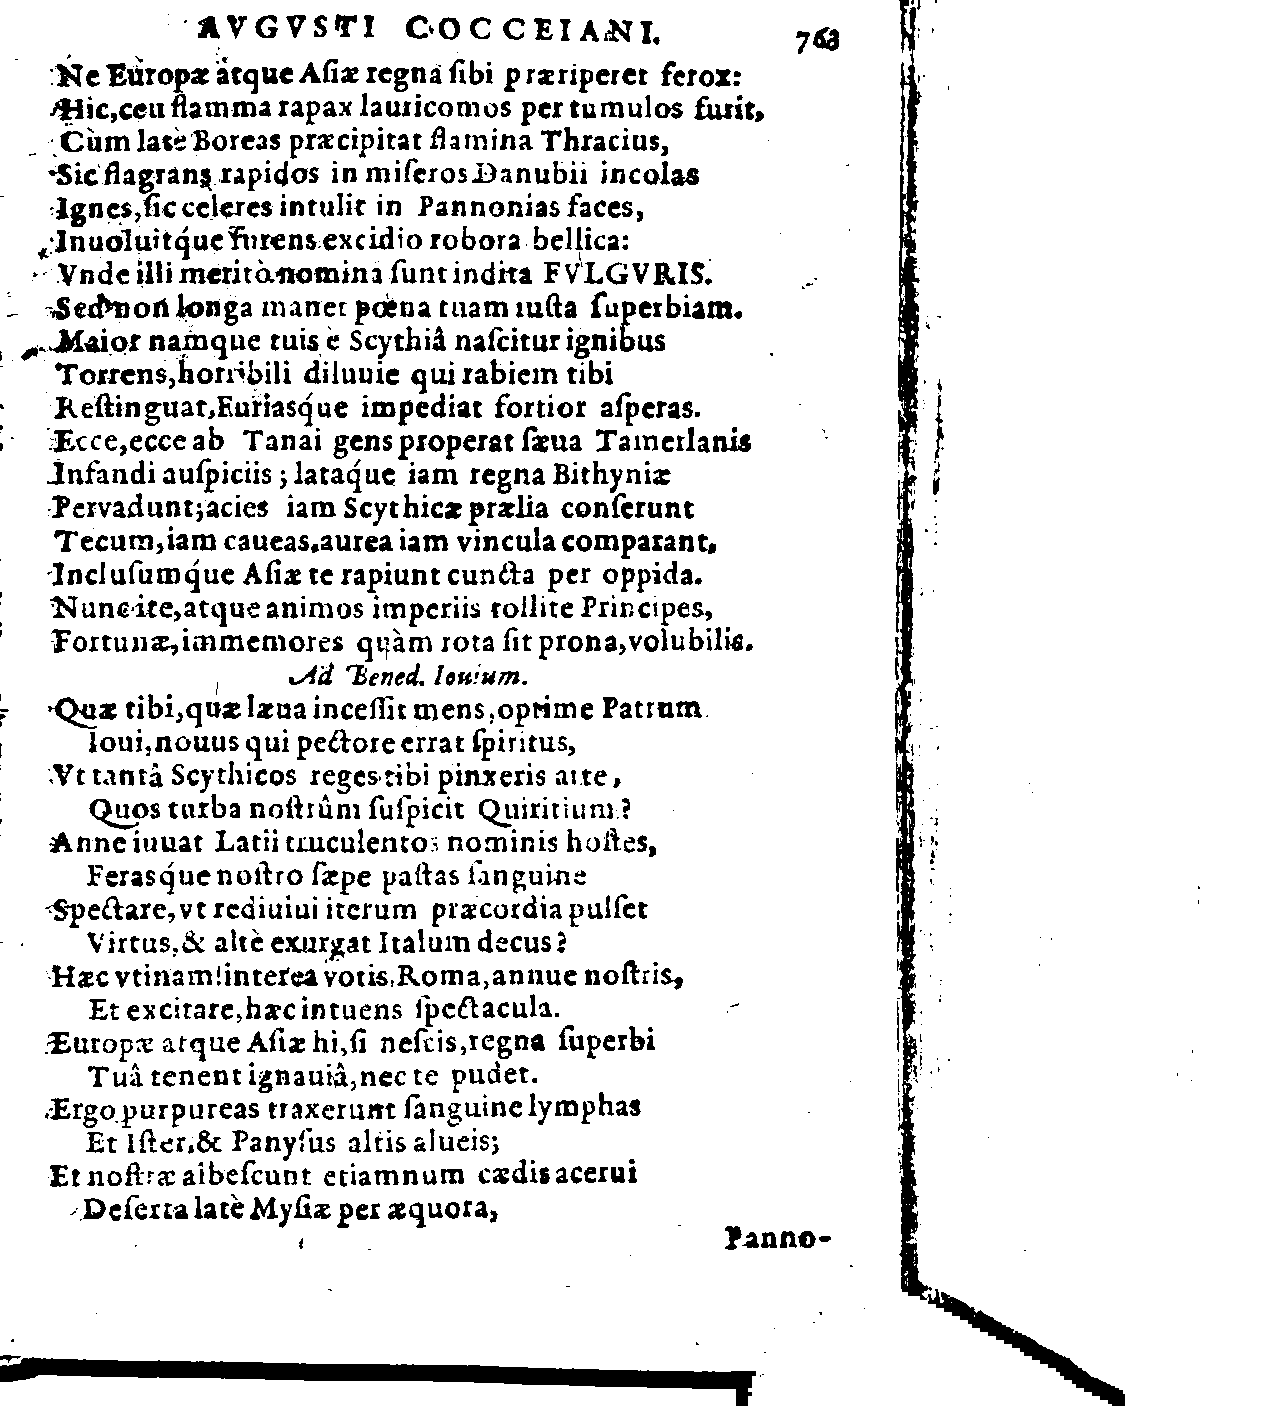 AVGVSTI COCCEIANI. 763
Ne Europæ atque Aſiæ regna ſibi præriperet ferox:
Hic, ceu flamma rapax lauricomos per tumulos furit,
Cùm latè Boreas præcipitat flamina Thracius,
Sic flagrans rapidos in miſeros Danubii incolas
Ignes, ſic celeres intulit in Pannonias faces,
Inuoluitq́ue furens excidio robora bellica:
Vnde illi meritò nomina ſunt indita FVLGVRIS.
Sed non longa manet pœna tuam iuſta ſuperbiam.
Maior namque tuis è Scythiâ naſcitur ignibus
Torrens, horribili diluuie qui rabiem tibi
Reſtinguat, Furiasq́ue impediat fortior aſperas.
Ecce, ecce ab Tanai gens properat ſæua Tamerlanis
Infandi auſpiciis; lataq́ue iam regna Bithyniæ
Pervadunt; acies iam Scythicæ prælia conſerunt
Tecum, iam caueas, aurea iam vincula comparant,
Incluſumq́ue Aſiæ te rapiunt cuncta per oppida.
Nunc ite, atque animos imperiis tollite Principes,
Fortunæ, immemores quàm rota ſit prona, volubilis.
Ad Bened. Iouium.
Quæ tibi, quæ læua inceſſit mens, optime Patrum
Ioui, nouus qui pectore errat ſpiritus,
Vt tantâ Scythicos reges tibi pinxeris arte,
Quos turba noſtrûm ſuſpicit Quiritium?
Anne iuuat Latii truculentos nominis hoſtes,
Ferasq́ue noſtro ſæpe paſtas ſanguine
Spectare, vt rediuiui iterum præcordia pulſet
Virtus, & altè exurgat Italum decus?
Hæc vtinam! interea votis, Roma, annue noſtris,
Et excitare, hæc intuens ſpectacula.
Europæ atque Aſiæ hi, ſi neſcis, regna ſuperbi
Tuâ tenent ignauiâ, nec te pudet.
Ergo purpureas traxerunt ſanguine lymphas
Et Iſter, & Panyſus altis alueis;
Et noſtræ albeſcunt etiamnum cædis acerui
Deſerta latè Myſiæ per æquora,
Panno-